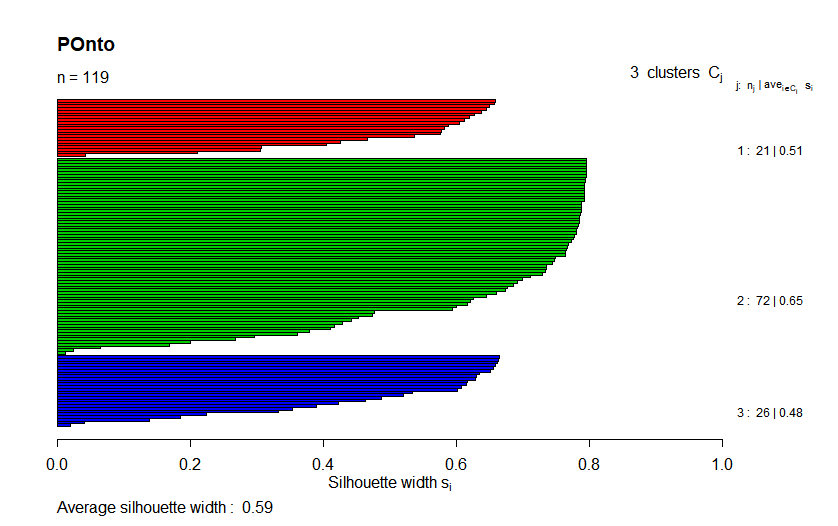 POnto
n = 119
3 clusters Cj
j: nj | avei∈Cj si
1 : 21 | 0.51
2 : 72 | 0.65
3 : 26 | 0.48
0.0 0.2 0.4 0.6 0.8 1.0
Silhouette width si
Average silhouette width : 0.59